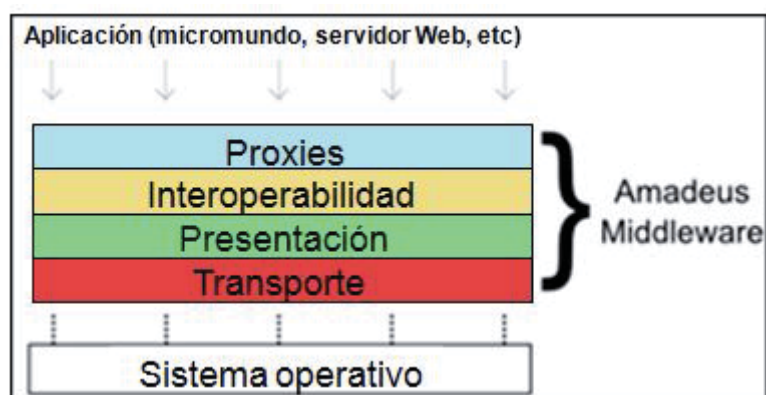 Aplicación (micromundo, servidor Web, etc)
Proxies
Interoperabilidad
Presentación
Transporte
Amadeus
Middleware
Sistema operativo